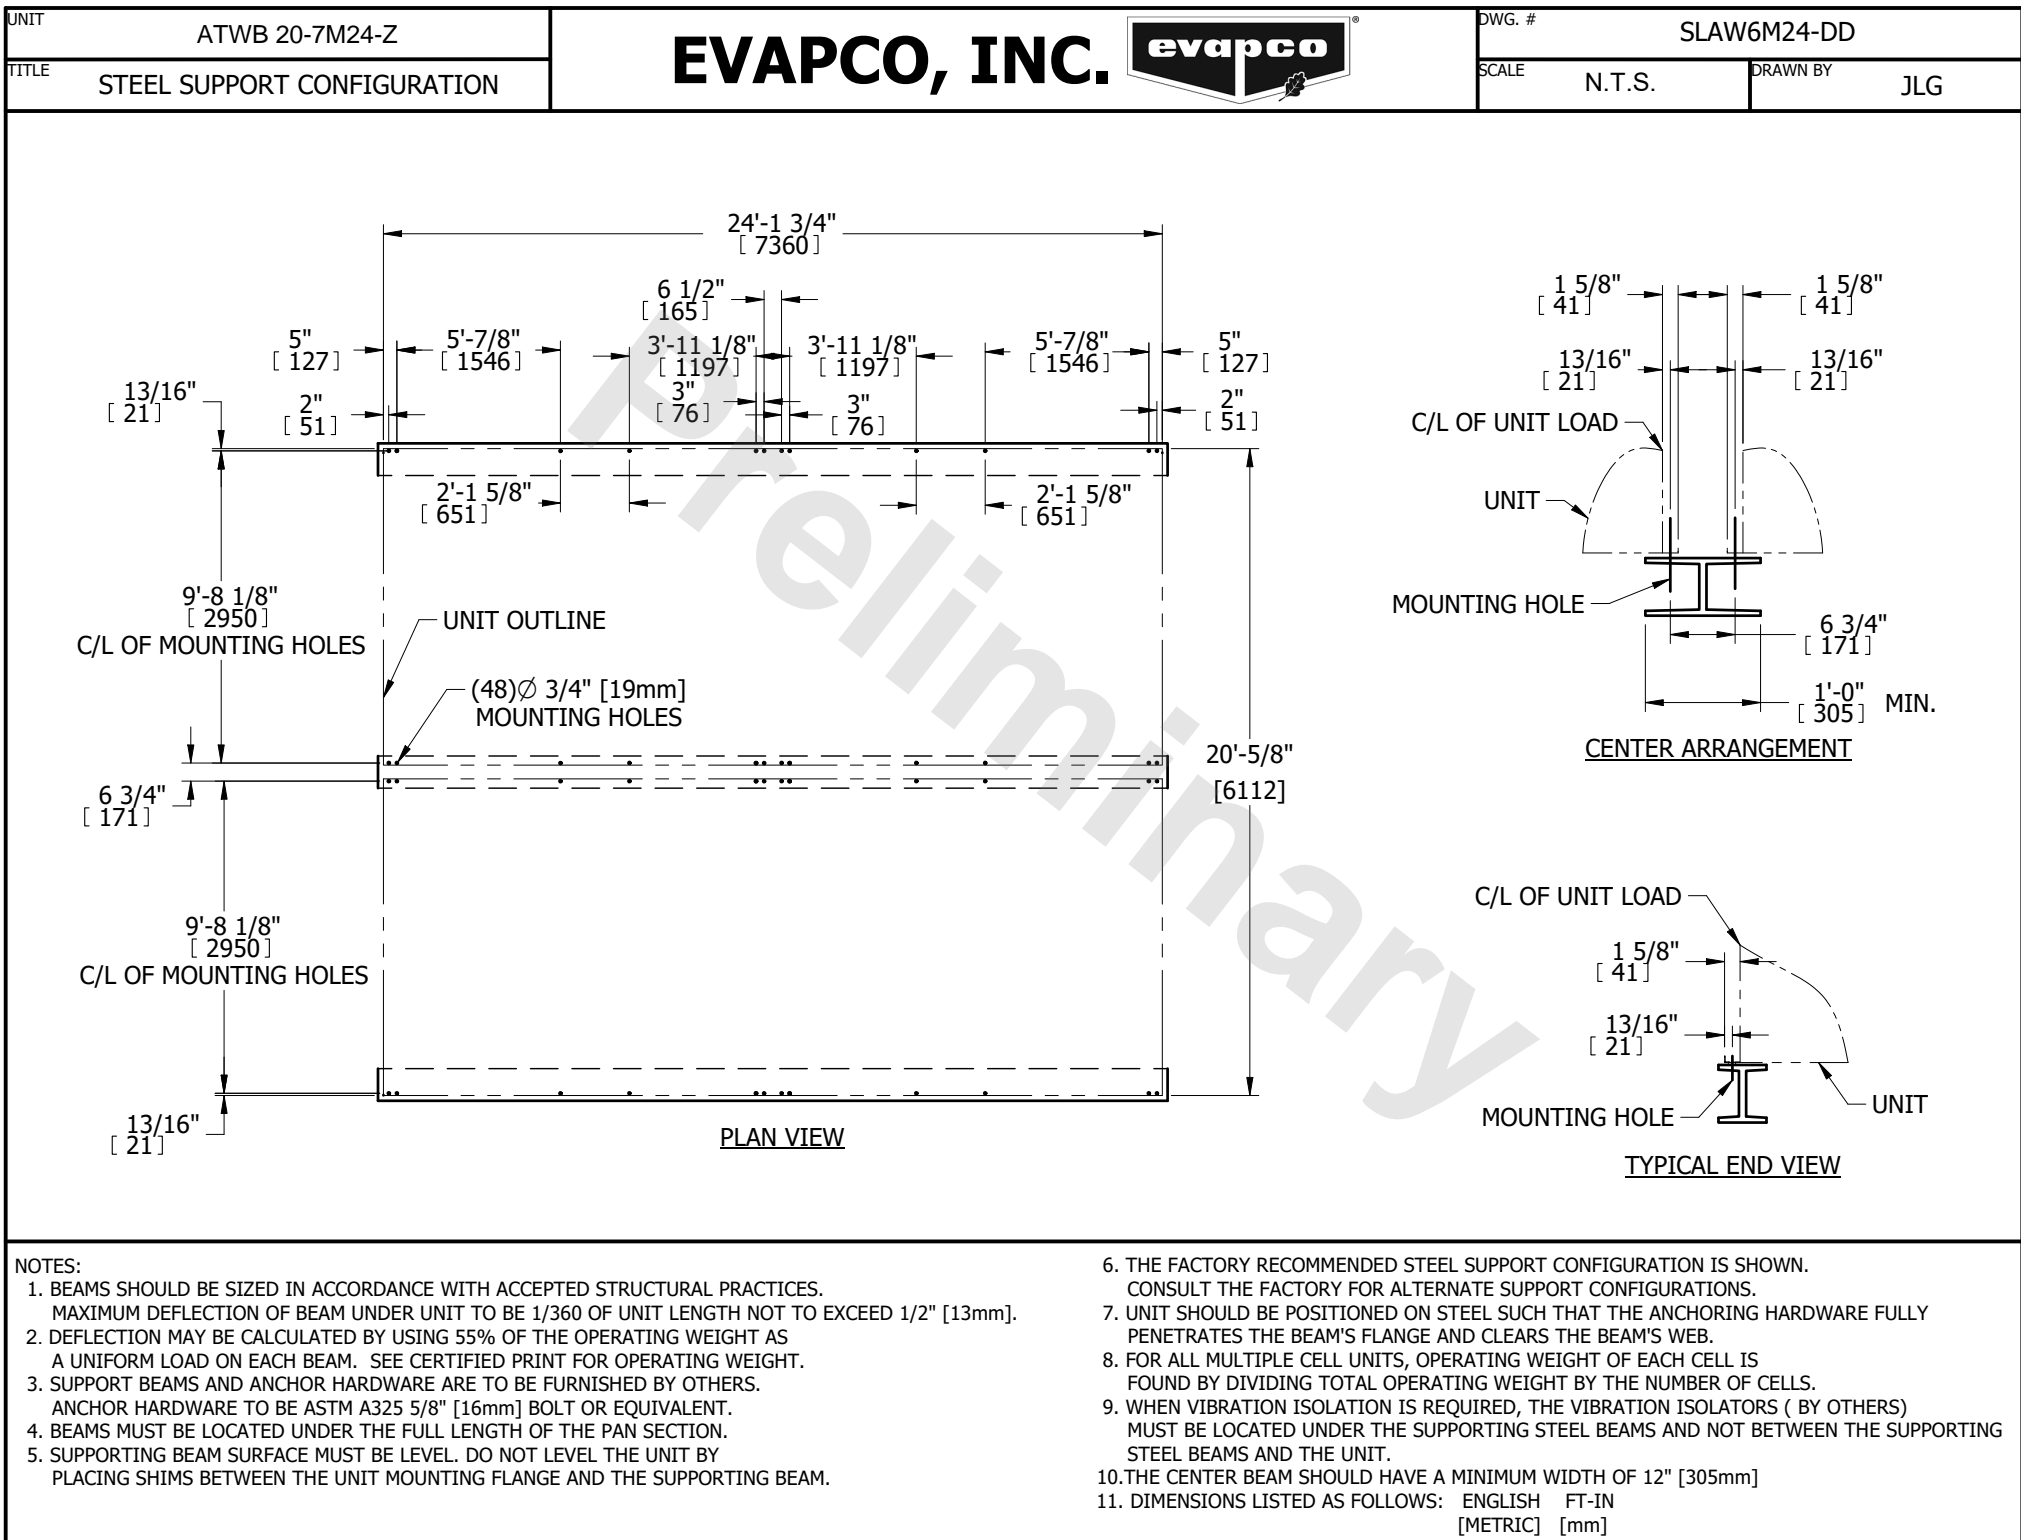 UNIT
ATWB 20-7M24-Z
TITLE
STEEL SUPPORT CONFIGURATION
EVAPCO, INC.
evapco
®
DWG. #
SLAW6M24-DD
SCALE
N.T.S.
DRAWN BY
JLG
24'-1 3/4"
[ 7360]
6 1/2"
[ 165]
5"
[ 127]
5'-7/8"
[ 1546]
3'-11 1/8"
[ 1197]
3'-11 1/8"
[ 1197]
5'-7/8"
[ 1546]
5"
[ 127]
13/16"
[ 21]
2"
[ 51]
3"
[ 76]
3"
[ 76]
2"
[ 51]
2'-1 5/8"
[ 651]
2'-1 5/8"
[ 651]
9'-8 1/8"
[ 2950]
C/L OF MOUNTING HOLES
UNIT OUTLINE
(48)Ø 3/4" [19mm]
MOUNTING HOLES
6 3/4"
[ 171]
20'-5/8"
[6112]
9'-8 1/8"
[ 2950]
C/L OF MOUNTING HOLES
13/16"
[ 21]
PLAN VIEW
Preliminary
1 5/8"
[ 41]
1 5/8"
[ 41]
13/16"
[ 21]
13/16"
[ 21]
C/L OF UNIT LOAD
UNIT
MOUNTING HOLE
6 3/4"
[ 171]
1'-0"
[ 305] MIN.
CENTER ARRANGEMENT
C/L OF UNIT LOAD
1 5/8"
[ 41]
13/16"
[ 21]
MOUNTING HOLE
UNIT
TYPICAL END VIEW
NOTES:
1. BEAMS SHOULD BE SIZED IN ACCORDANCE WITH ACCEPTED STRUCTURAL PRACTICES.
MAXIMUM DEFLECTION OF BEAM UNDER UNIT TO BE 1/360 OF UNIT LENGTH NOT TO EXCEED 1/2" [13mm].
2. DEFLECTION MAY BE CALCULATED BY USING 55% OF THE OPERATING WEIGHT AS
A UNIFORM LOAD ON EACH BEAM. SEE CERTIFIED PRINT FOR OPERATING WEIGHT.
3. SUPPORT BEAMS AND ANCHOR HARDWARE ARE TO BE FURNISHED BY OTHERS.
ANCHOR HARDWARE TO BE ASTM A325 5/8" [16mm] BOLT OR EQUIVALENT.
4. BEAMS MUST BE LOCATED UNDER THE FULL LENGTH OF THE PAN SECTION.
5. SUPPORTING BEAM SURFACE MUST BE LEVEL. DO NOT LEVEL THE UNIT BY
PLACING SHIMS BETWEEN THE UNIT MOUNTING FLANGE AND THE SUPPORTING BEAM.
6. THE FACTORY RECOMMENDED STEEL SUPPORT CONFIGURATION IS SHOWN.
CONSULT THE FACTORY FOR ALTERNATE SUPPORT CONFIGURATIONS.
7. UNIT SHOULD BE POSITIONED ON STEEL SUCH THAT THE ANCHORING HARDWARE FULLY
PENETRATES THE BEAM'S FLANGE AND CLEARS THE BEAM'S WEB.
8. FOR ALL MULTIPLE CELL UNITS, OPERATING WEIGHT OF EACH CELL IS
FOUND BY DIVIDING TOTAL OPERATING WEIGHT BY THE NUMBER OF CELLS.
9. WHEN VIBRATION ISOLATION IS REQUIRED, THE VIBRATION ISOLATORS ( BY OTHERS)
MUST BE LOCATED UNDER THE SUPPORTING STEEL BEAMS AND NOT BETWEEN THE SUPPORTING
STEEL BEAMS AND THE UNIT.
10.THE CENTER BEAM SHOULD HAVE A MINIMUM WIDTH OF 12" [305mm]
11. DIMENSIONS LISTED AS FOLLOWS: ENGLISH FT-IN
[METRIC] [mm]